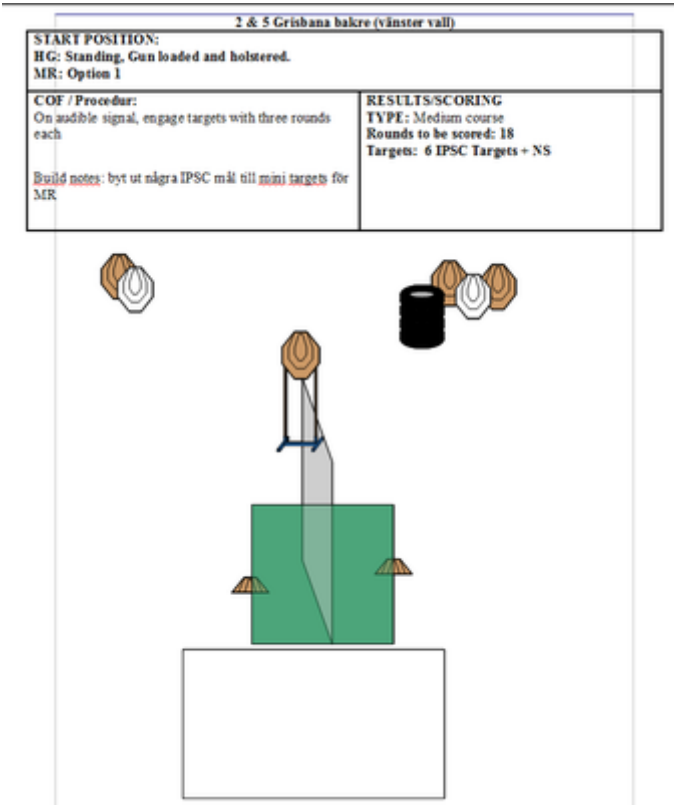 2 & 5 Grisbana bakre (vänster vall)
START POSITION:
HG: Standing, Gun loaded and holstered.
MR: Option 1
COF / Procedur:
On audible signal, engage targets with three rounds
each
Build notes: byt ut några IPSC mål till mini targets för
MR
RESULTS/SCORING
TYPE: Medium course
Rounds to be scored: 18
Targets: 6 IPSC Targets + NS